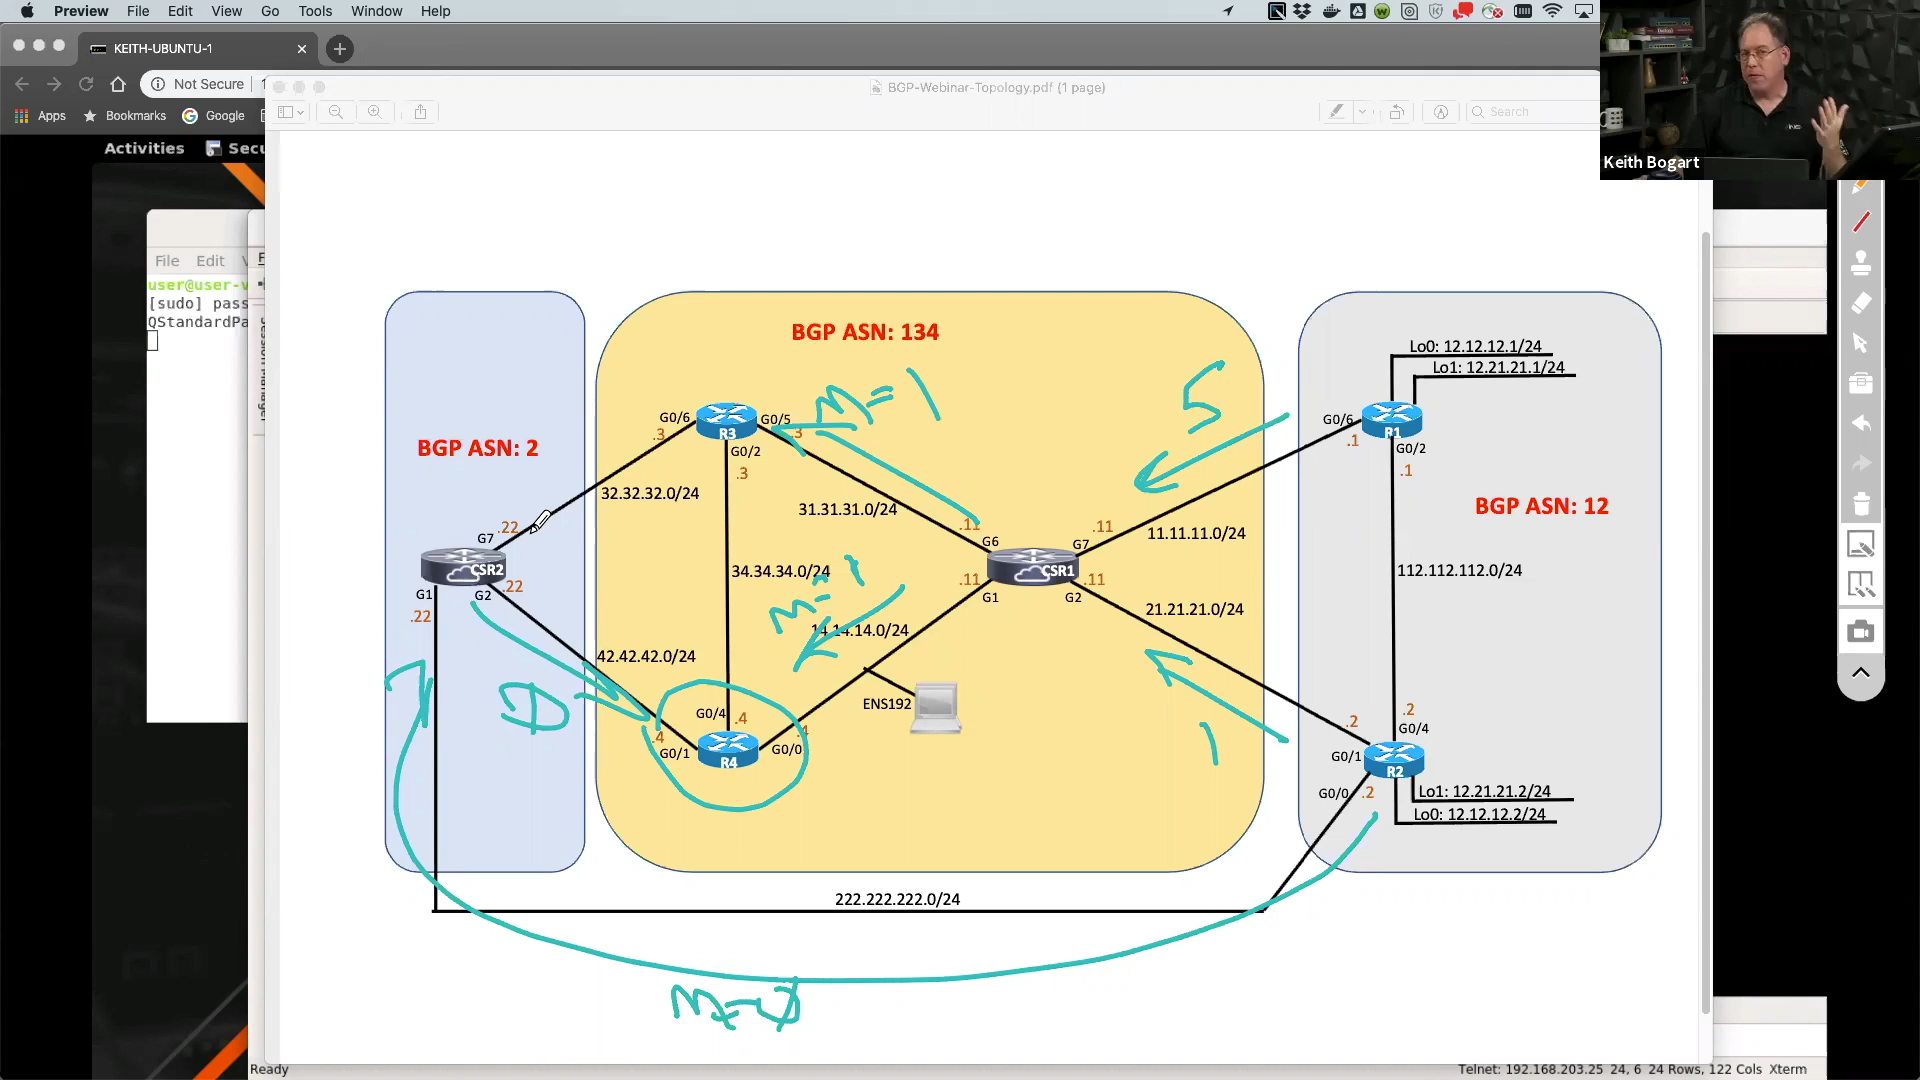 Preview File Edit View Go Tools Window Help
KEITH-UBUNTU-1
Not Secure
BGP-Webinar-Topology.pdf (1 page)
Search
Apps Bookmarks Google
Activities
Keith Bogart
File Edit
user@user-v
[sudo] pass
QStandardPa
BGP ASN: 134
BGP ASN: 2
BGP ASN: 12
Lo0: 12.12.12.1/24
Lo1: 12.21.21.1/24
M=1
5
G0/6
.3
R3
G0/5
.3
G0/2
.3
G0/6
.1
R1
G0/2
.1
32.32.32.0/24
31.31.31.0/24
.11
G6
.11
G7
11.11.11.0/24
.22
G7
CSR2
.22
G1
G2
.22
34.34.34.0/24
CSR1
.11
G1
.11
G2
112.112.112.0/24
21.21.21.0/24
M=1
14.14.14.0/24
42.42.42.0/24
D
ENS192
G0/4
.4
.4
G0/1
R4
.4
G0/0
1
.2
G0/1
R2
.2
G0/4
G0/0
.2
Lo1: 12.21.21.2/24
Lo0: 12.12.12.2/24
222.222.222.0/24
M=0
Ready
Telnet: 192.168.203.25 24, 6 24 Rows, 122 Cols Xterm